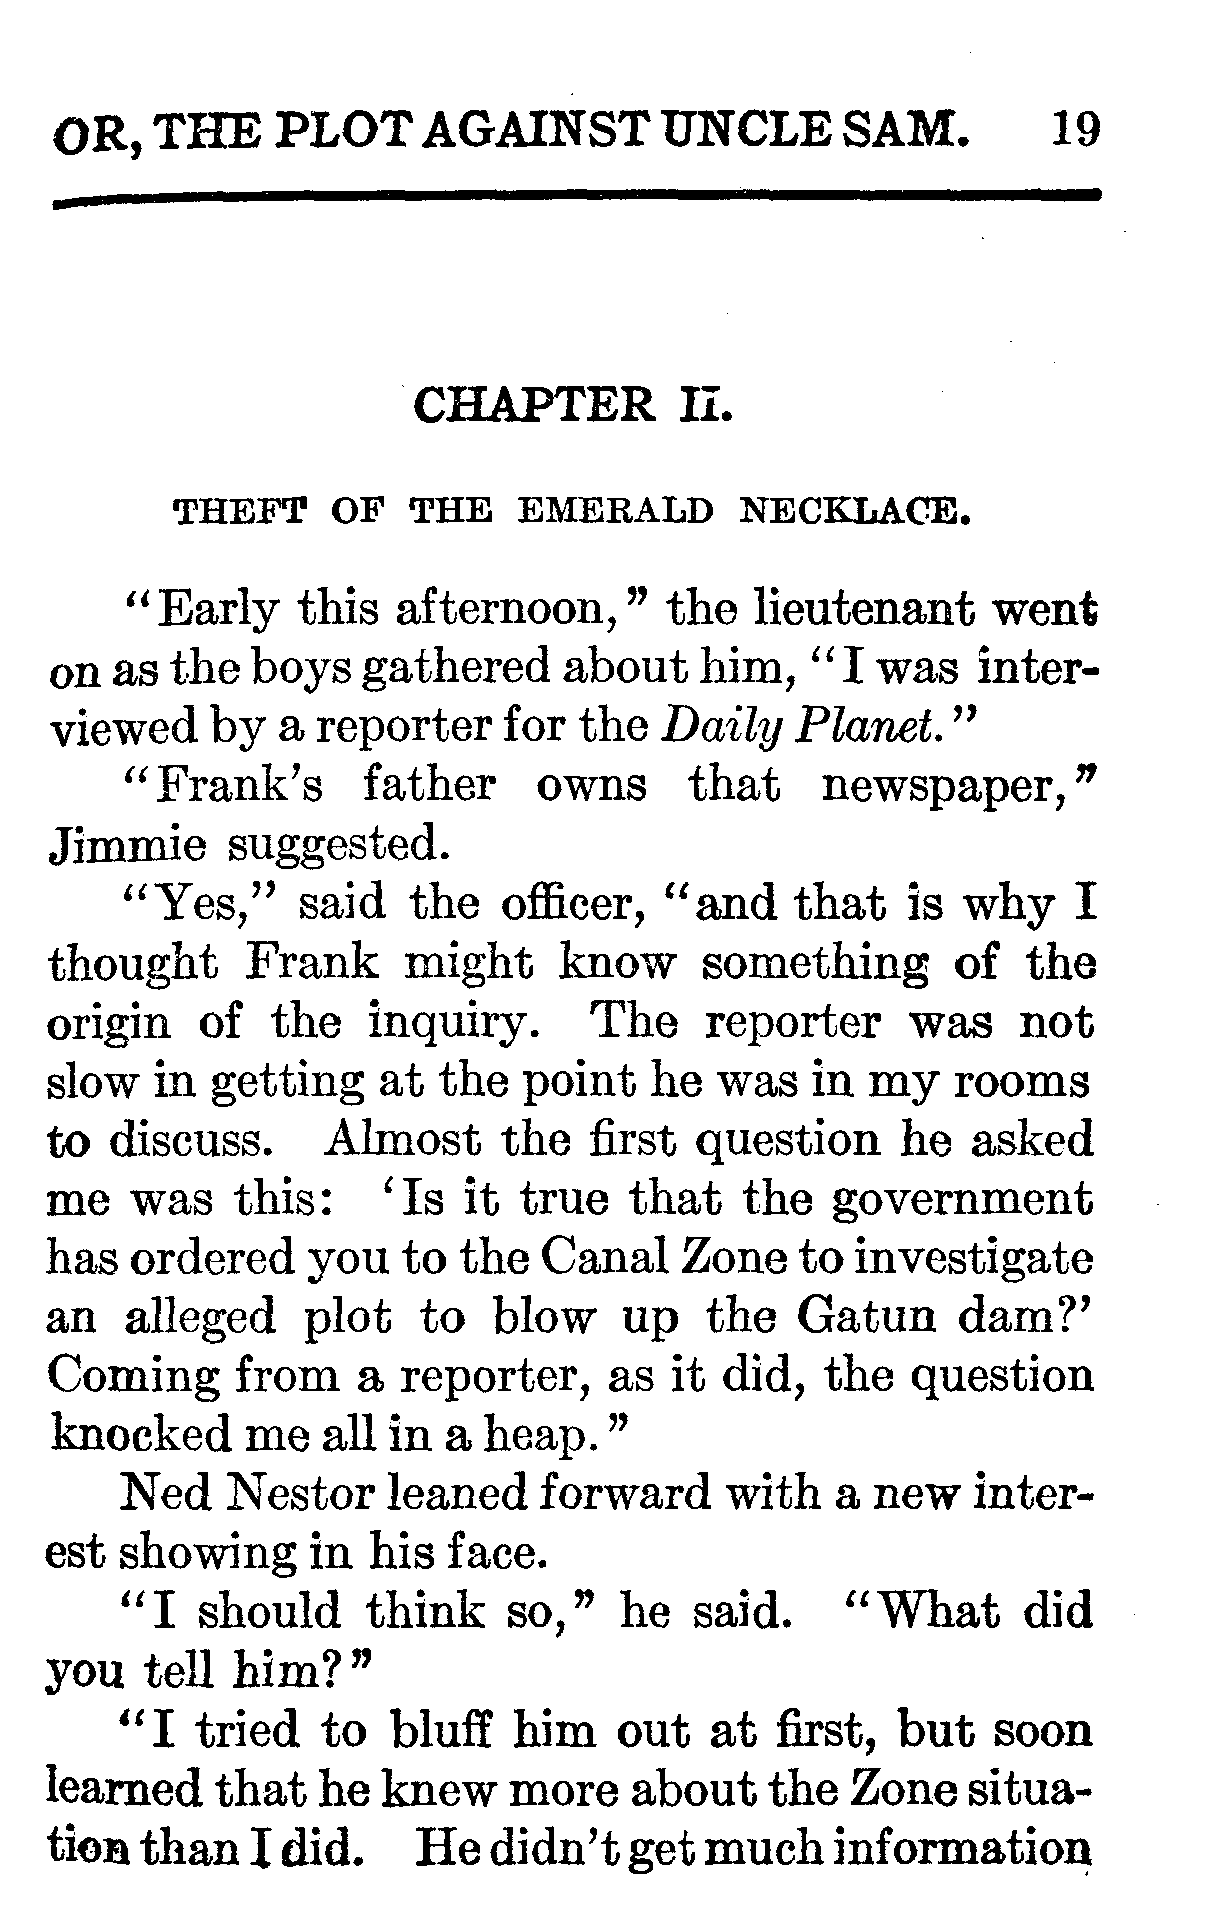 OR, THE PLOT AGAINST UNCLE SAM. 19
CHAPTER II.
THEFT OF THE EMERALD NECKLACE.
"Early this afternoon," the lieutenant went
on as the boys gathered about him, "I was inter-
viewed by a reporter for the Daily Planet."
"Frank's father owns that newspaper,"
Jimmie suggested.
"Yes," said the officer, "and that is why I
thought Frank might know something of the
origin of the inquiry. The reporter was not
slow in getting at the point he was in my rooms
to discuss. Almost the first question he asked
me was this: 'Is it true that the government
has ordered you to the Canal Zone to investigate
an alleged plot to blow up the Gatun dam?'
Coming from a reporter, as it did, the question
knocked me all in a heap."
Ned Nestor leaned forward with a new inter-
est showing in his face.
"I should think so," he said. "What did
you tell him?"
"I tried to bluff him out at first, but soon
learned that he knew more about the Zone situa-
tion than I did. He didn't get much information